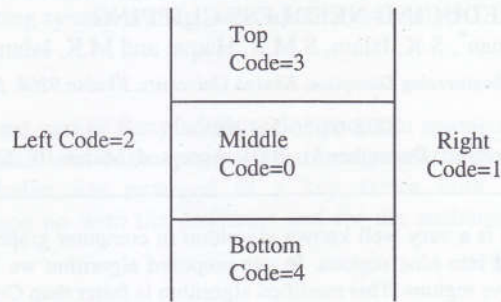 Top
Code=3
Left Code=2
Middle
Code=0
Right
Code=1
Bottom
Code=4